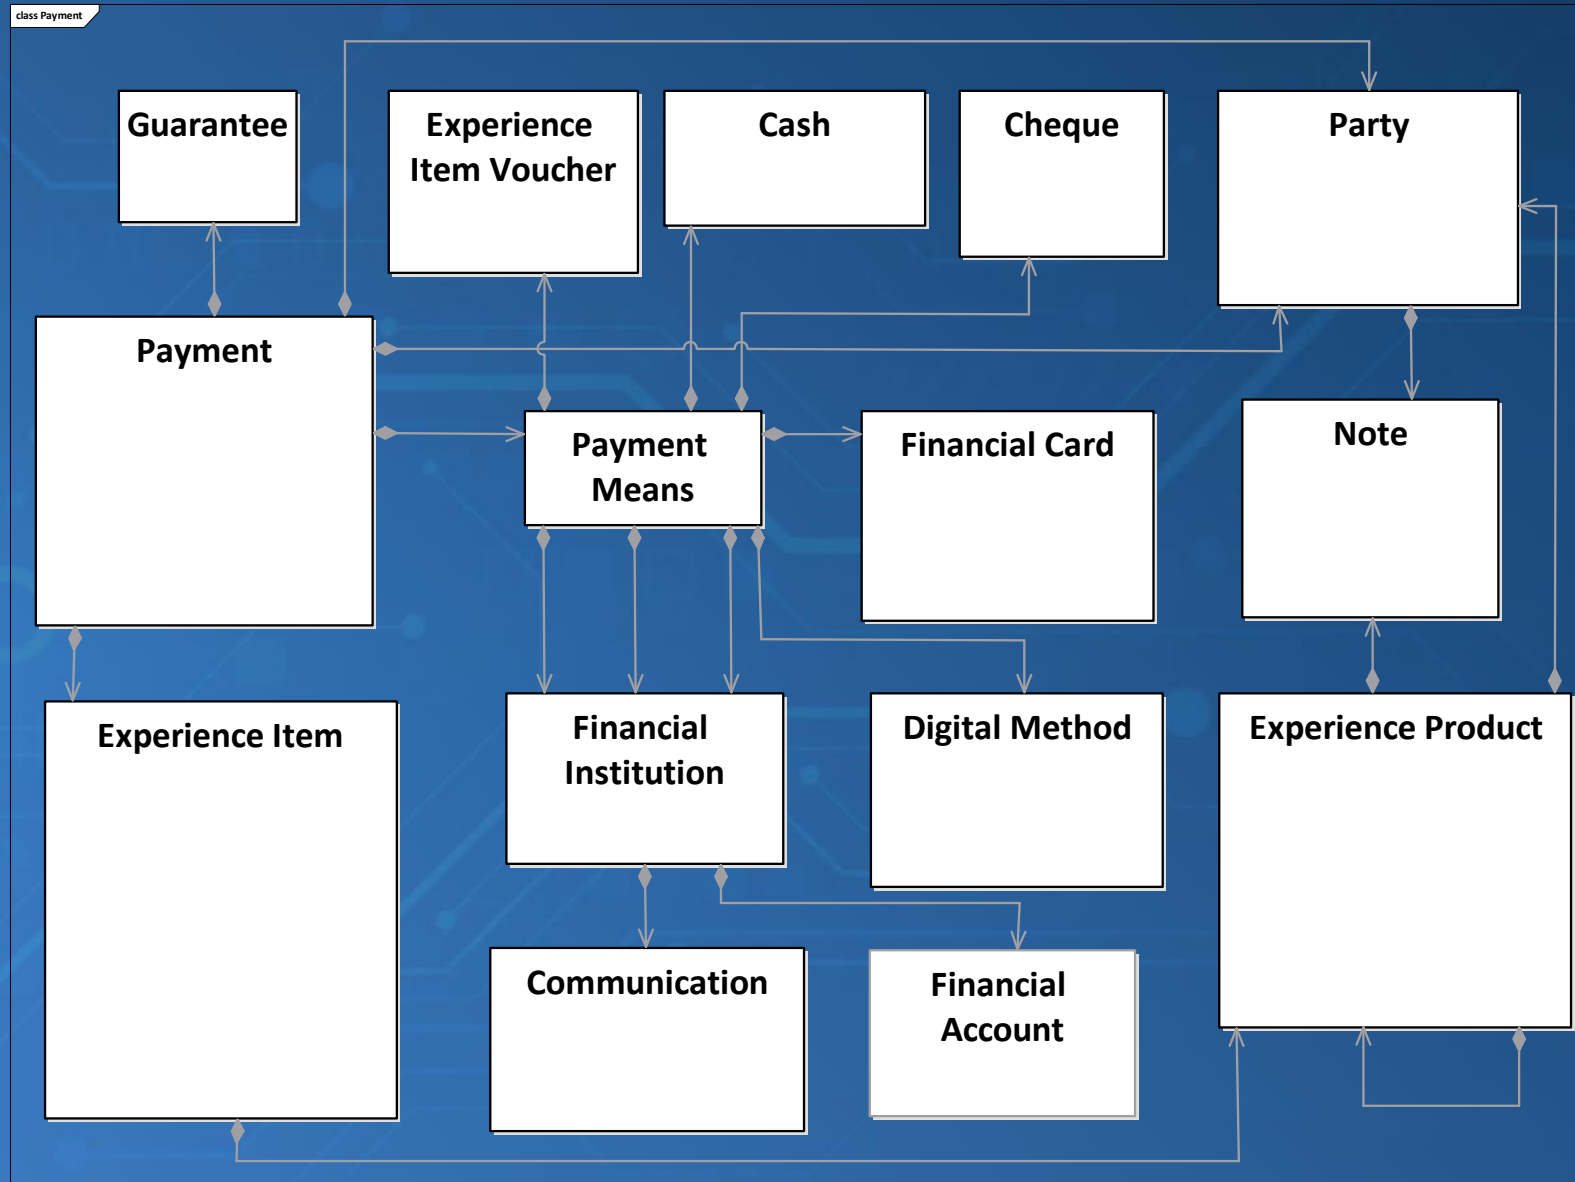 class Payment
Guarantee
Experience
Item Voucher
Cash
Cheque
Party
Payment
Payment
Means
Financial Card
Note
Experience Item
Financial
Institution
Digital Method
Experience Product
Communication
Financial
Account